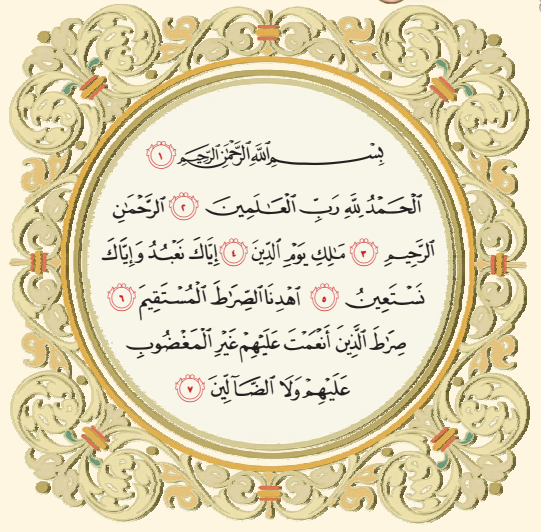 بِسْمِ ٱللَّهِ ٱلرَّحْمَٰنِ ٱلرَّحِيمِ ١
ٱلْحَمْدُ لِلَّهِ رَبِّ ٱلْعَٰلَمِينَ ٢ ٱلرَّحْمَٰنِ
ٱلرَّحِيمِ ٣ مَٰلِكِ يَوْمِ ٱلدِّينِ ٤ إِيَّاكَ نَعْبُدُ وَإِيَّاكَ
نَسْتَعِينُ ٥ ٱهْدِنَا ٱلصِّرَٰطَ ٱلْمُسْتَقِيمَ ٦
صِرَٰطَ ٱلَّذِينَ أَنْعَمْتَ عَلَيْهِمْ غَيْرِ ٱلْمَغْضُوبِ
عَلَيْهِمْ وَلَا ٱلضَّآلِّينَ ٧